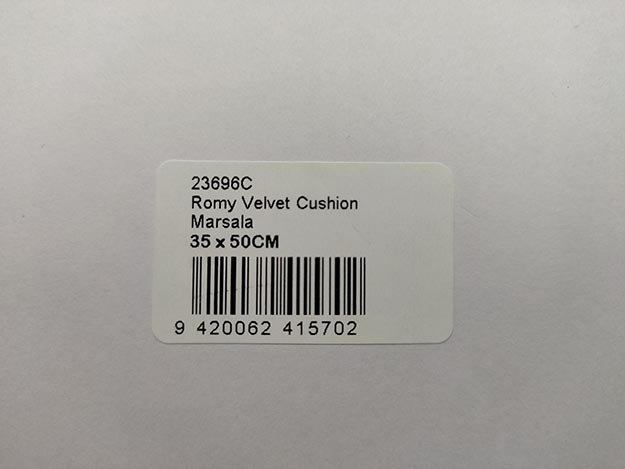 23696C
Romy Velvet Cushion
Marsala
35 x 50CM
9 420062 415702